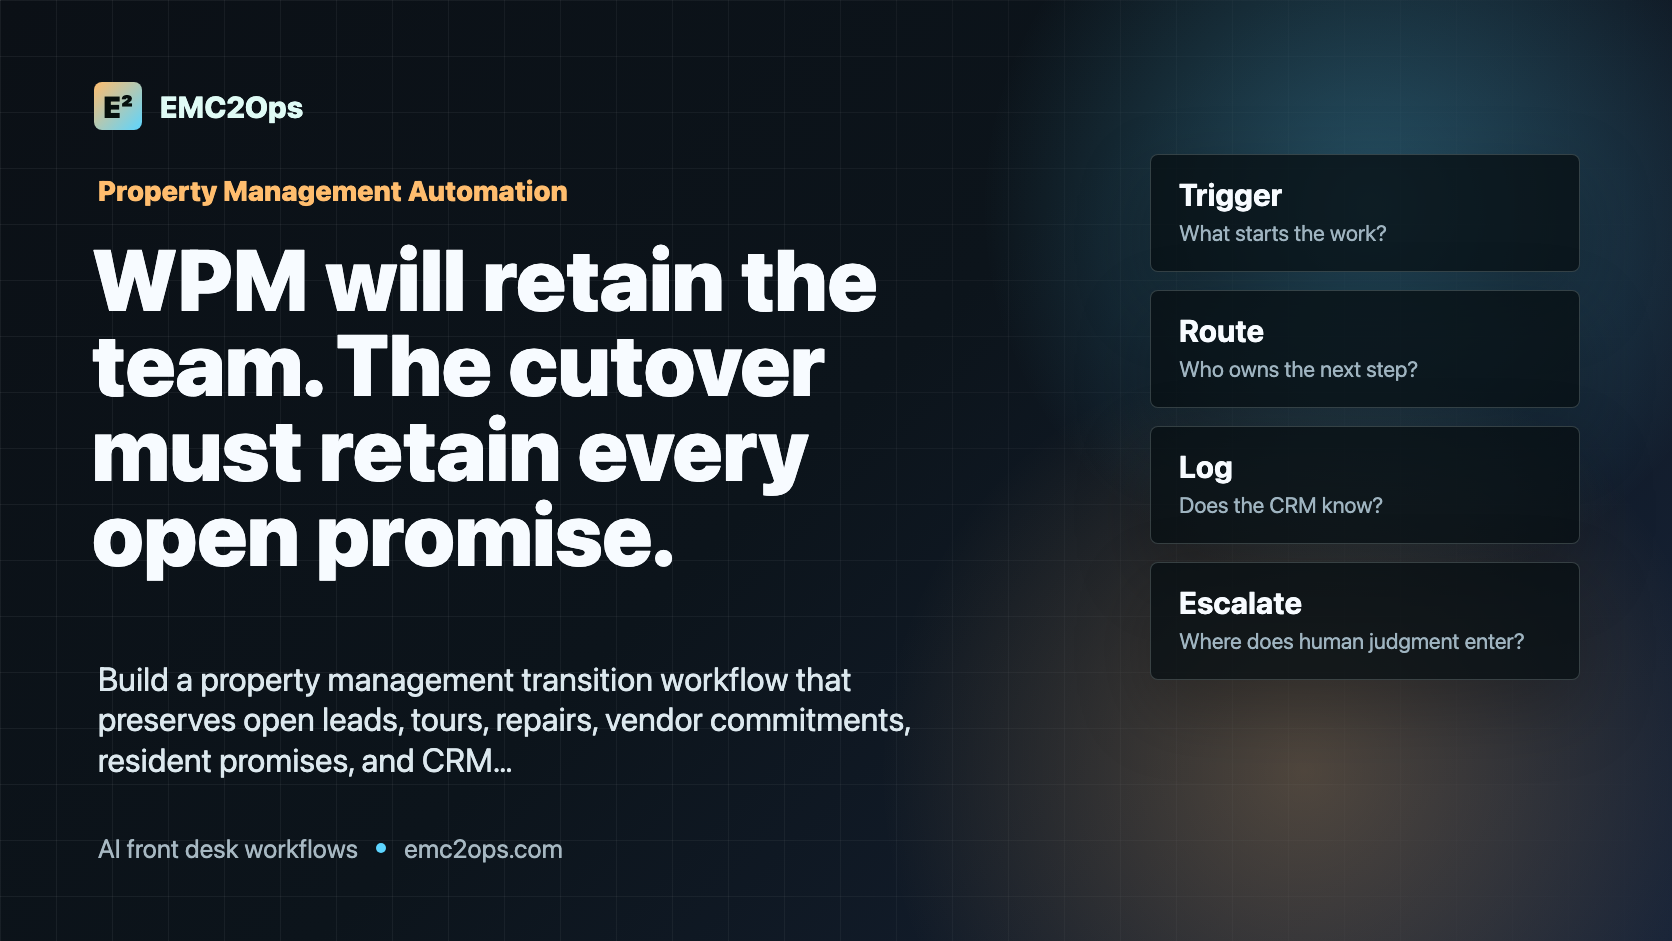 E²
EMC2Ops
Property Management Automation
WPM will retain the
team. The cutover
must retain every
open promise.
Build a property management transition workflow that
preserves open leads, tours, repairs, vendor commitments,
resident promises, and CRM...
AI front desk workflows • emc2ops.com
Trigger
What starts the work?
Route
Who owns the next step?
Log
Does the CRM know?
Escalate
Where does human judgment enter?